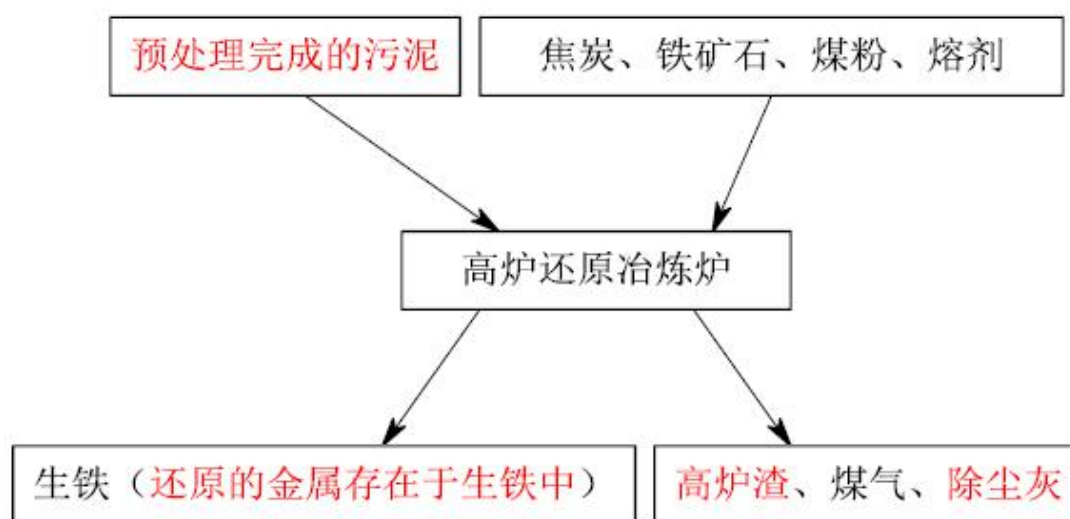 预处理完成的污泥
焦炭、铁矿石、煤粉、熔剂
高炉还原冶炼炉
生铁（还原的金属存在于生铁中）
高炉渣、煤气、除尘灰